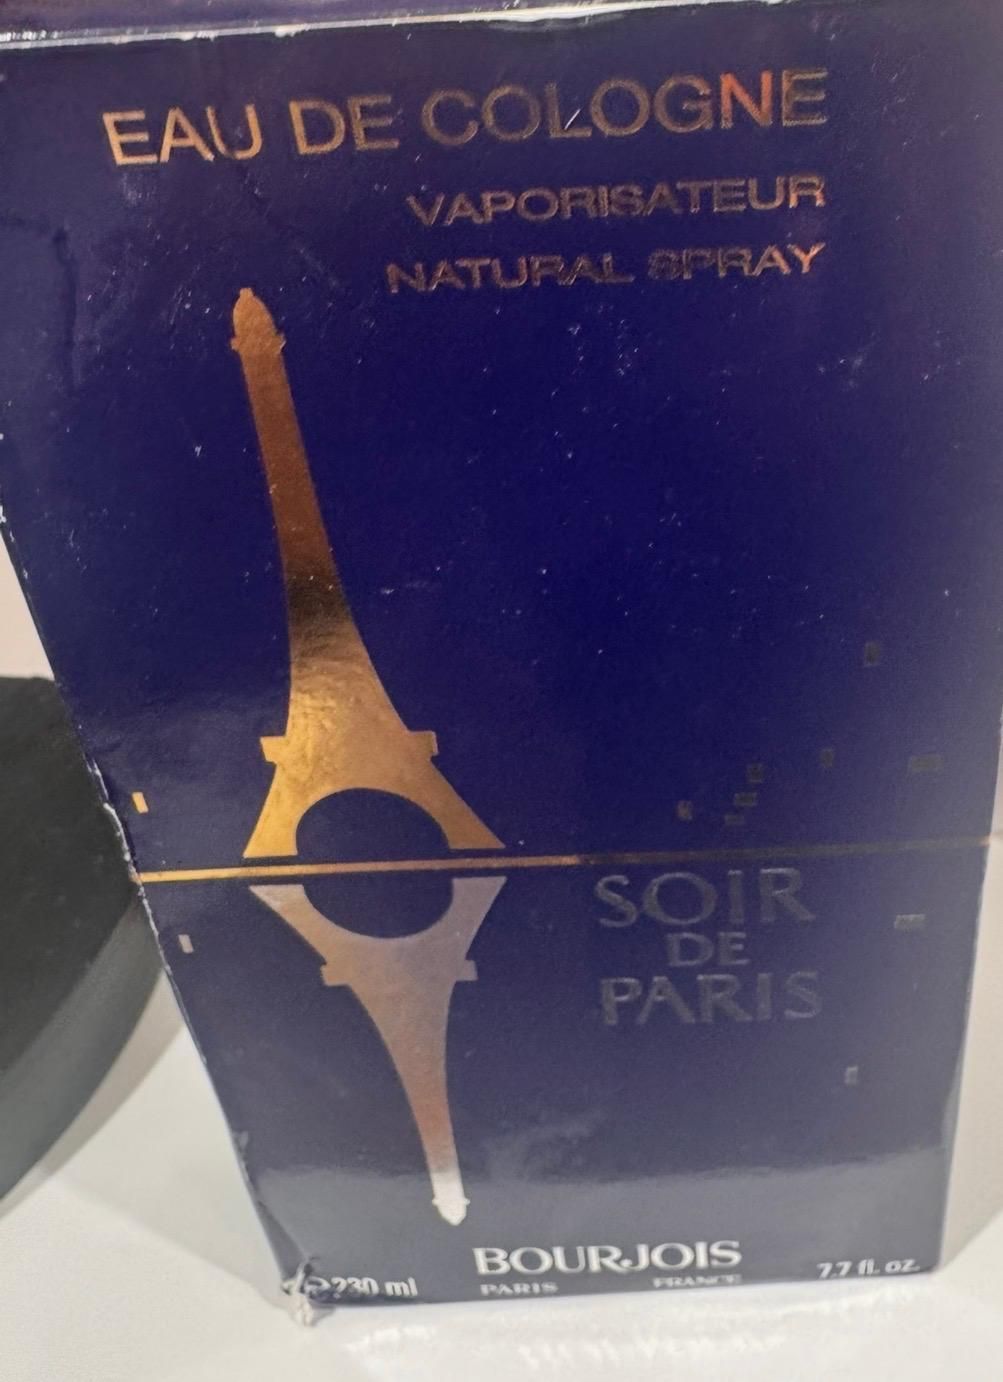 EAU DE COLOGNE
VAPORISATEUR
NATURAL SPRAY
SOIR
DE
PARIS
BOURJOIS
PARIS FRANCE
230 ml 7.7 fl. oz.